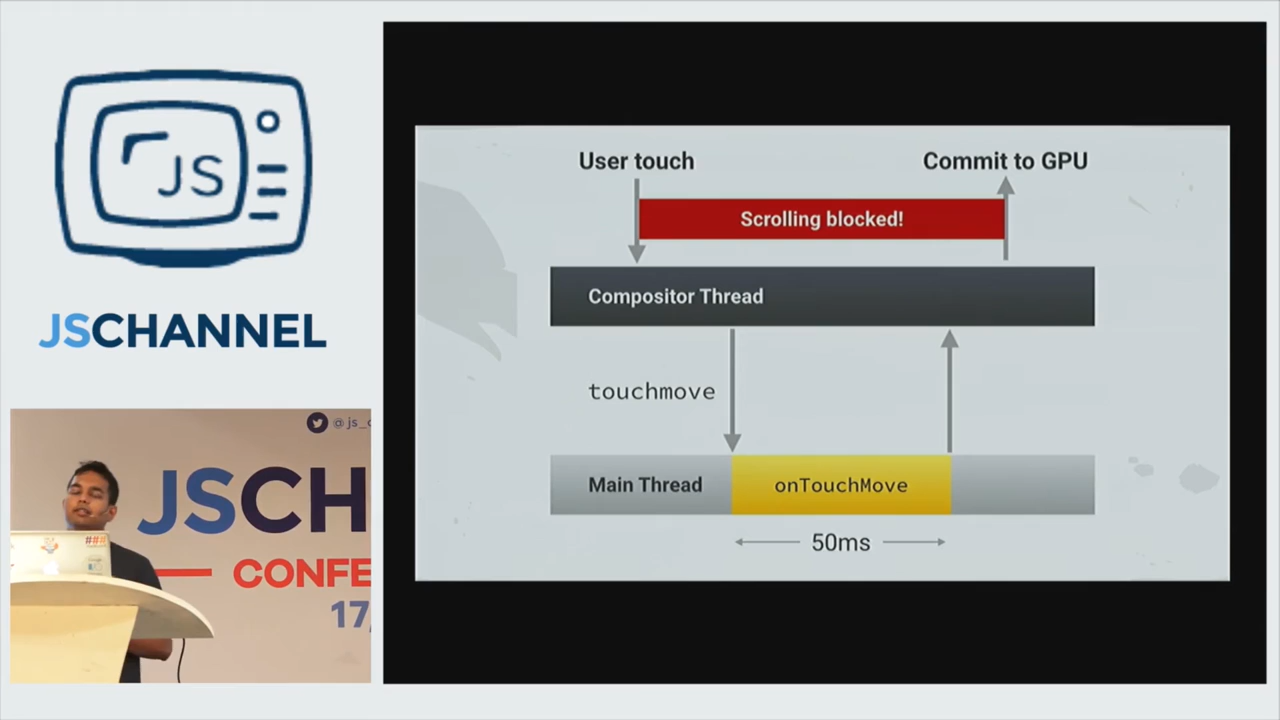 JS
JSCHANNEL
@js_c
JSCH
CONFE
17,
###
User touch
Commit to GPU
Scrolling blocked!
Compositor Thread
touchmove
Main Thread
onTouchMove
50ms